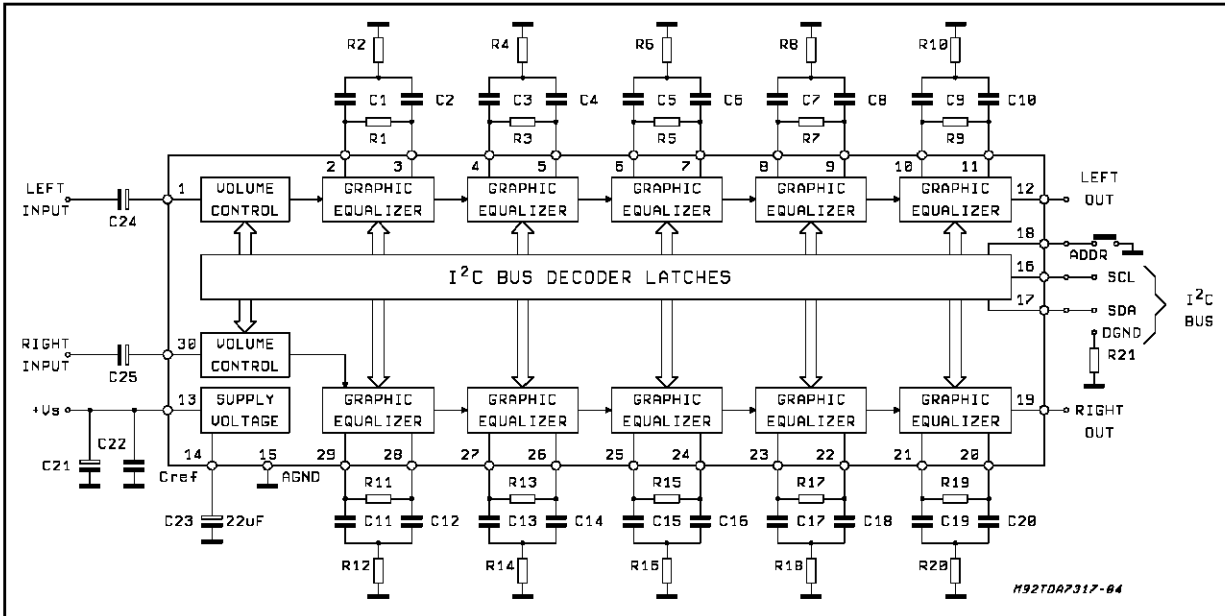 R2 R4 R6 R8 R10
C1 C2 C3 C4 C5 C6 C7 C8 C9 C10
R1 R3 R5 R7 R9
2 3 4 5 6 7 8 9 10 11
LEFT INPUT
C24
1
VOLUME CONTROL
GRAPHIC EQUALIZER
GRAPHIC EQUALIZER
GRAPHIC EQUALIZER
GRAPHIC EQUALIZER
GRAPHIC EQUALIZER
12
LEFT OUT
18
ADDR
I²C BUS DECODER LATCHES
16
SCL
17
SDA
I²C BUS
DGND
R21
RIGHT INPUT
C25
30
VOLUME CONTROL
+Vs
13
SUPPLY VOLTAGE
GRAPHIC EQUALIZER
GRAPHIC EQUALIZER
GRAPHIC EQUALIZER
GRAPHIC EQUALIZER
GRAPHIC EQUALIZER
19
RIGHT OUT
C21 C22
14 15 29 28 27 26 25 24 23 22 21 20
Cref AGND
R11 R13 R15 R17 R19
C23 22uF
C11 C12 C13 C14 C15 C16 C17 C18 C19 C20
R12 R14 R16 R18 R20
M92TDA7317-04